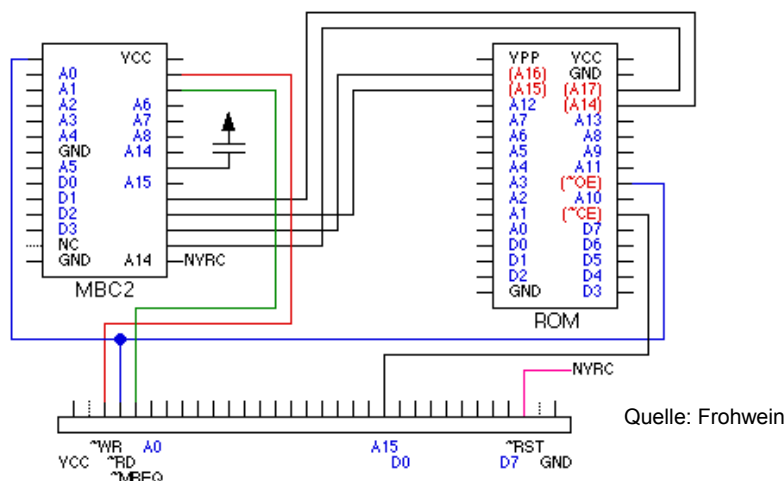 VCC
A0
A1
A2 A6
A3 A7
A4 A8
GND A14
A5
D0 A15
D1
D2
D3
NC
GND A14 NYRC
MBC2
VPP VCC
(A16) GND
(A15) (A17)
A12 (A14)
A7 A13
A6 A8
A5 A9
A4 A11
A3 (~OE)
A2 A10
A1 (~CE)
A0 D7
D0 D6
D1 D5
D2 D4
GND D3
ROM
NYRC
Quelle: Frohwein
~WR A0 A15 ~RST
VCC ~RD D0 D7 GND
~MREQ